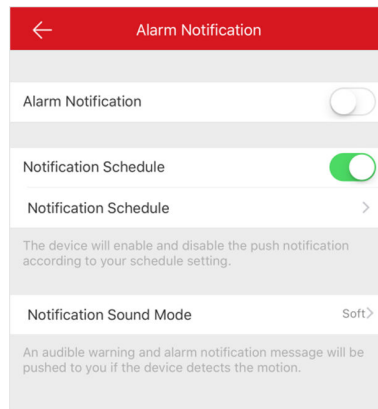 Alarm Notification
Alarm Notification
Notification Schedule
Notification Schedule
The device will enable and disable the push notification
according to your schedule setting.
Notification Sound Mode Soft
An audible warning and alarm notification message will be
pushed to you if the device detects the motion.